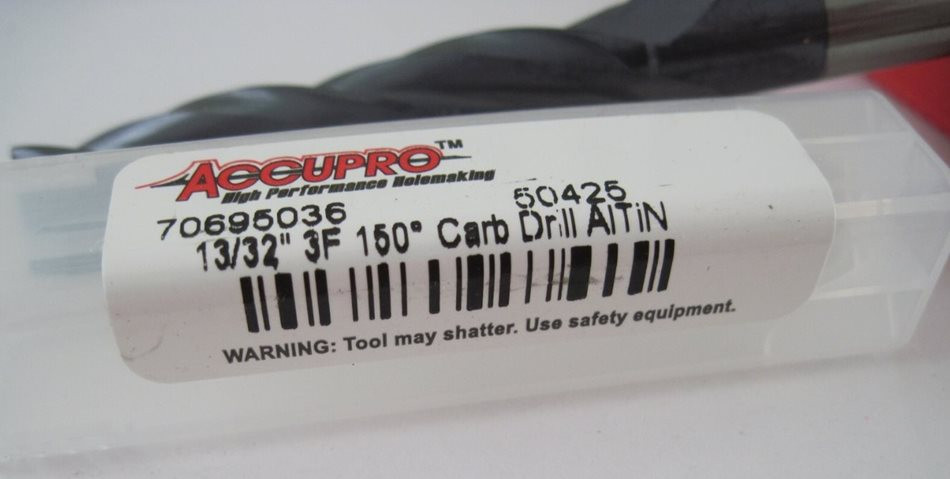 ACCUPRO™
High Performance Holemaking
70695036 50425
13/32" 3F 150° Carb Drill AlTiN
WARNING: Tool may shatter. Use safety equipment.